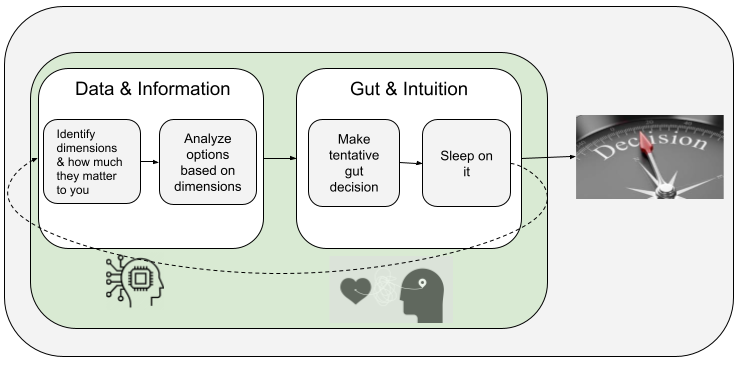 Data & Information
Identify
dimensions
& how much
they matter
to you
Analyze
options
based on
dimensions
Gut & Intuition
Make
tentative
gut
decision
Sleep on
it
Decision